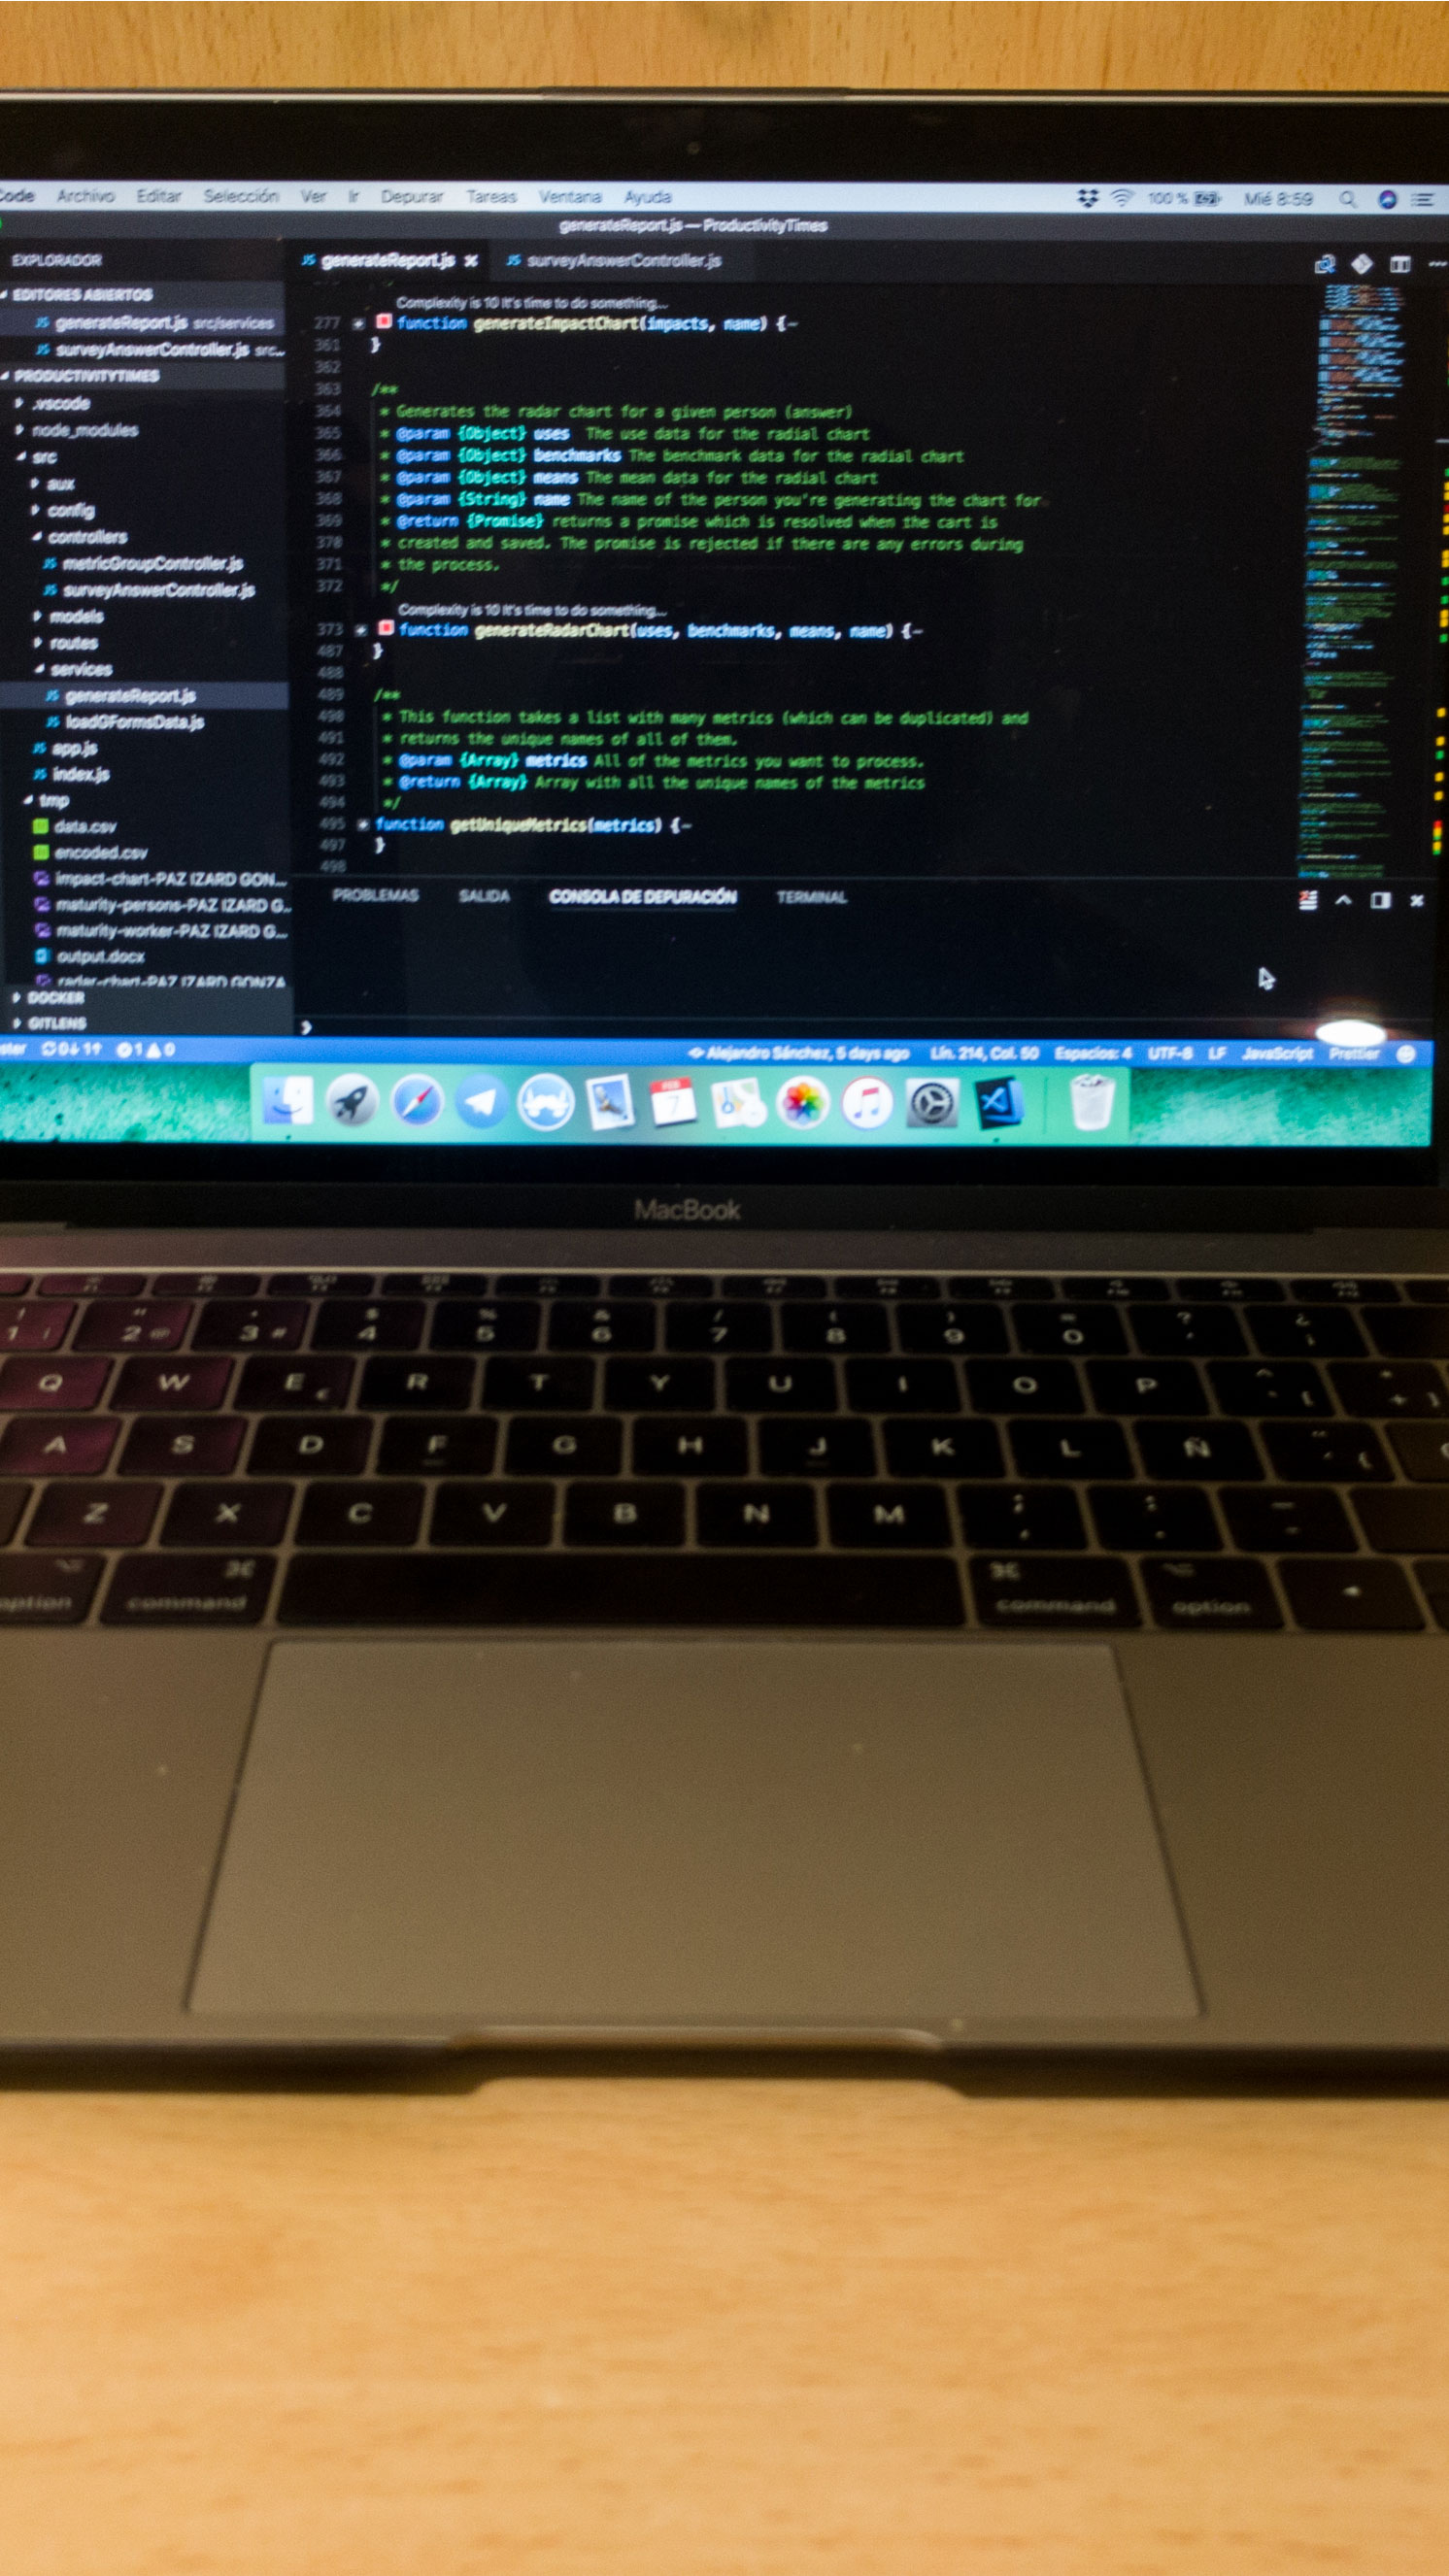 Code Archivo Editar Selección Ver Ir Depurar Tareas Ventana Ayuda 100 % Mié 8:59
generateReport.js — ProductivityTimes
EXPLORADOR
EDITORES ABIERTOS
JS generateReport.js src/services
JS surveyAnswerController.js src...
PRODUCTIVITYTIMES
.vscode
node_modules
src
aux
config
controllers
JS metricGroupController.js
JS surveyAnswerController.js
models
routes
services
JS generateReport.js
JS loadGFormsData.js
JS app.js
JS index.js
tmp
data.csv
encoded.csv
impact-chart-PAZ IZARD GON...
maturity-persons-PAZ IZARD G...
maturity-worker-PAZ IZARD G...
output.docx
radar-chart-PAZ IZARD GONZA
DOCKER
GITLENS
JS generateReport.js × JS surveyAnswerController.js
Complexity is 10 It's time to do something...
277 function generateImpactChart(impacts, name) {
361 }
362
363 /**
364 * Generates the radar chart for a given person (answer)
365 * @param {Object} uses The use data for the radial chart
366 * @param {Object} benchmarks The benchmark data for the radial chart
367 * @param {Object} means The mean data for the radial chart
368 * @param {String} name The name of the person you're generating the chart for
369 * @return {Promise} returns a promise which is resolved when the cart is
370 * created and saved. The promise is rejected if there are any errors during
371 * the process.
372 */
Complexity is 10 It's time to do something...
373 function generateRadarChart(uses, benchmarks, means, name) {
487 }
488
489 /**
490 * This function takes a list with many metrics (which can be duplicated) and
491 * returns the unique names of all of them.
492 * @param {Array} metrics All of the metrics you want to process.
493 * @return {Array} Array with all the unique names of the metrics
494 */
495 function getUniqueMetrics(metrics) {
497 }
498
PROBLEMAS SALIDA CONSOLA DE DEPURACIÓN TERMINAL
ster 0↓ 1↑ 1 0 Alejandro Sánchez, 5 days ago Lín. 214, Col. 50 Espacios: 4 UTF-8 LF JavaScript Prettier
FEB
7
MacBook
! " · $ % & / ( ) = ? ¿
1 2 @ 3 # 4 5 6 7 8 9 0 ' ¡
Q W E € R T Y U I O P
A S D F G H J K L Ñ
Z X C V B N M ; , : . _ -
option command command option